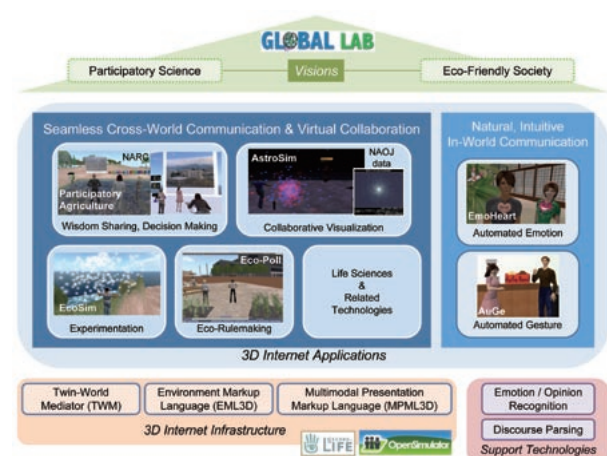 GLOBAL LAB
Participatory Science
Visions
Eco-Friendly Society
Seamless Cross-World Communication & Virtual Collaboration
NARC
Participatory
Agriculture
Wisdom Sharing, Decision Making
AstroSim
NAOJ
data
Collaborative Visualization
EcoSim
Experimentation
Eco-Poll
Eco-Rulemaking
Life Sciences
&
Related
Technologies
Natural, Intuitive
In-World Communication
EmoHeart
Automated Emotion
AuGe
Automated Gesture
3D Internet Applications
Twin-World
Mediator (TWM)
Environment Markup
Language (EML3D)
Multimodal Presentation
Markup Language (MPML3D)
3D Internet Infrastructure
LIFE
OpenSimulator
Emotion / Opinion
Recognition
Discourse Parsing
Support Technologies